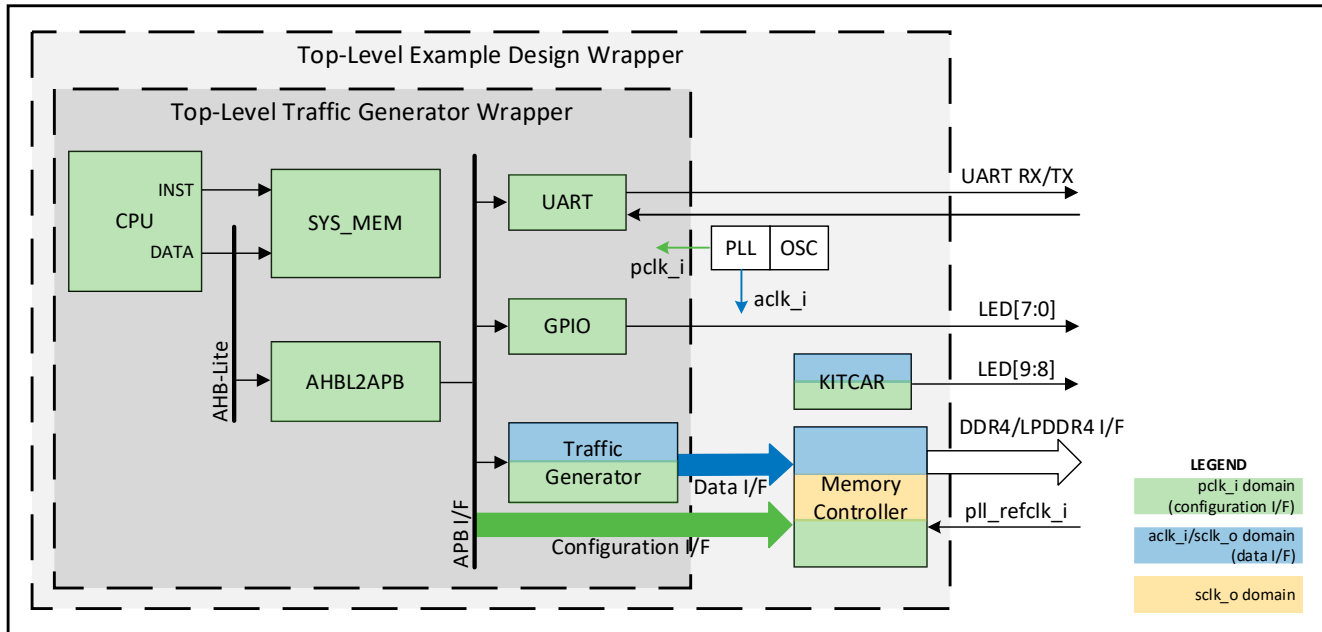 Top-Level Example Design Wrapper
Top-Level Traffic Generator Wrapper
CPU
INST
DATA
SYS_MEM
AHB-Lite
AHBL2APB
APB I/F
UART
GPIO
Traffic
Generator
Data I/F
Configuration I/F
UART RX/TX
PLL
OSC
pclk_i
aclk_i
LED[7:0]
KITCAR
LED[9:8]
DDR4/LPDDR4 I/F
Memory
Controller
pll_refclk_i
LEGEND
pclk_i domain
(configuration I/F)
aclk_i/sclk_o domain
(data I/F)
sclk_o domain